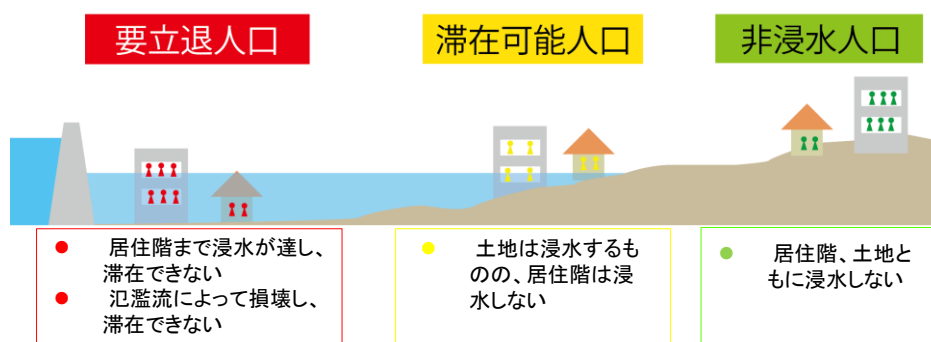 要立退人口
滞在可能人口
非浸水人口
● 居住階まで浸水が達し、
滞在できない
● 氾濫流によって損壊し、
滞在できない
● 土地は浸水するも
のの、居住階は浸
水しない
● 居住階、土地と
もに浸水しない